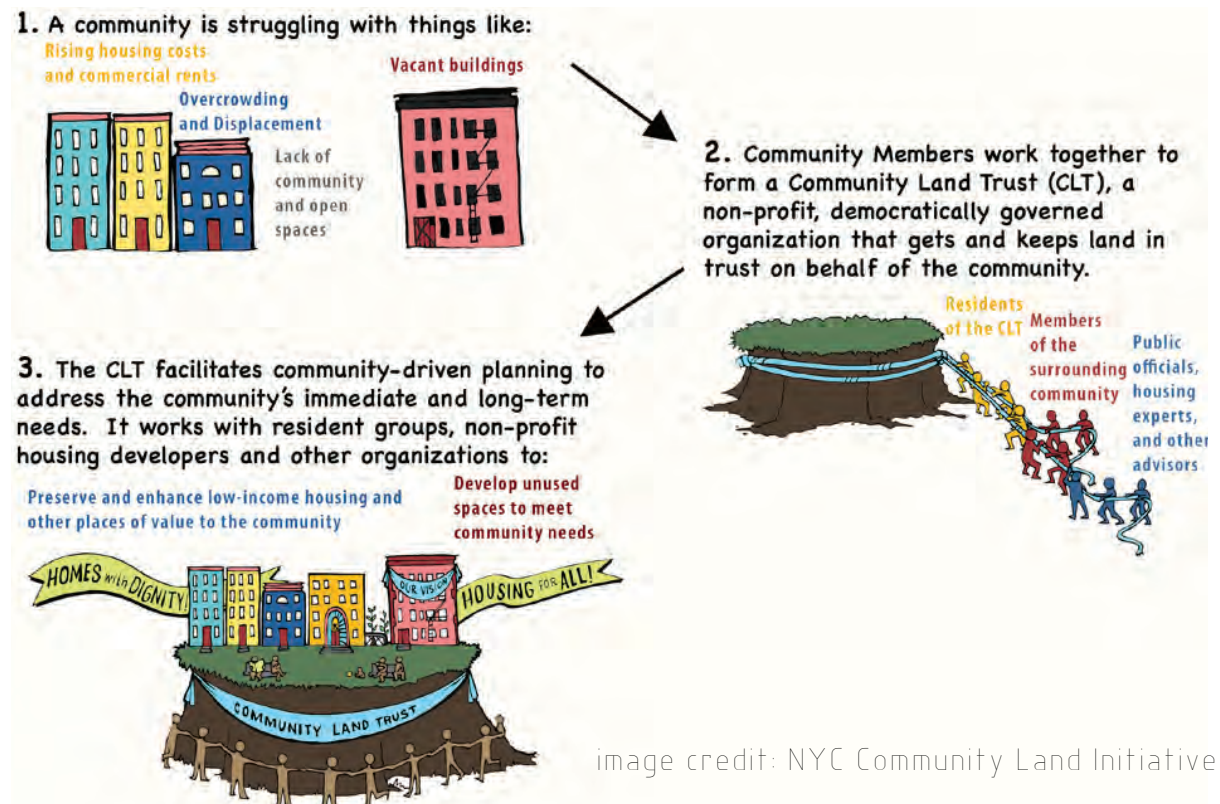 1. A community is struggling with things like:
Rising housing costs
and commercial rents
Overcrowding
and Displacement
Lack of
community
and open
spaces
Vacant buildings
2. Community Members work together to
form a Community Land Trust (CLT), a
non-profit, democratically governed
organization that gets and keeps land in
trust on behalf of the community.
Residents
of the CLT
Members
of the
surrounding
community
Public
officials,
housing
experts,
and other
advisors
3. The CLT facilitates community-driven planning to
address the community's immediate and long-term
needs. It works with resident groups, non-profit
housing developers and other organizations to:
Preserve and enhance low-income housing and
other places of value to the community
Develop unused
spaces to meet
community needs
HOMES with DIGNITY!
OUR VISION
HOUSING FOR ALL!
COMMUNITY LAND TRUST
image credit: NYC Community Land Initiative